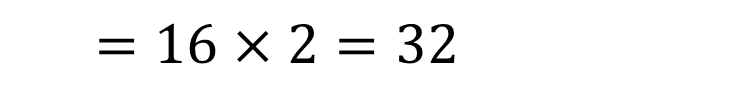 = 16 × 2 = 32